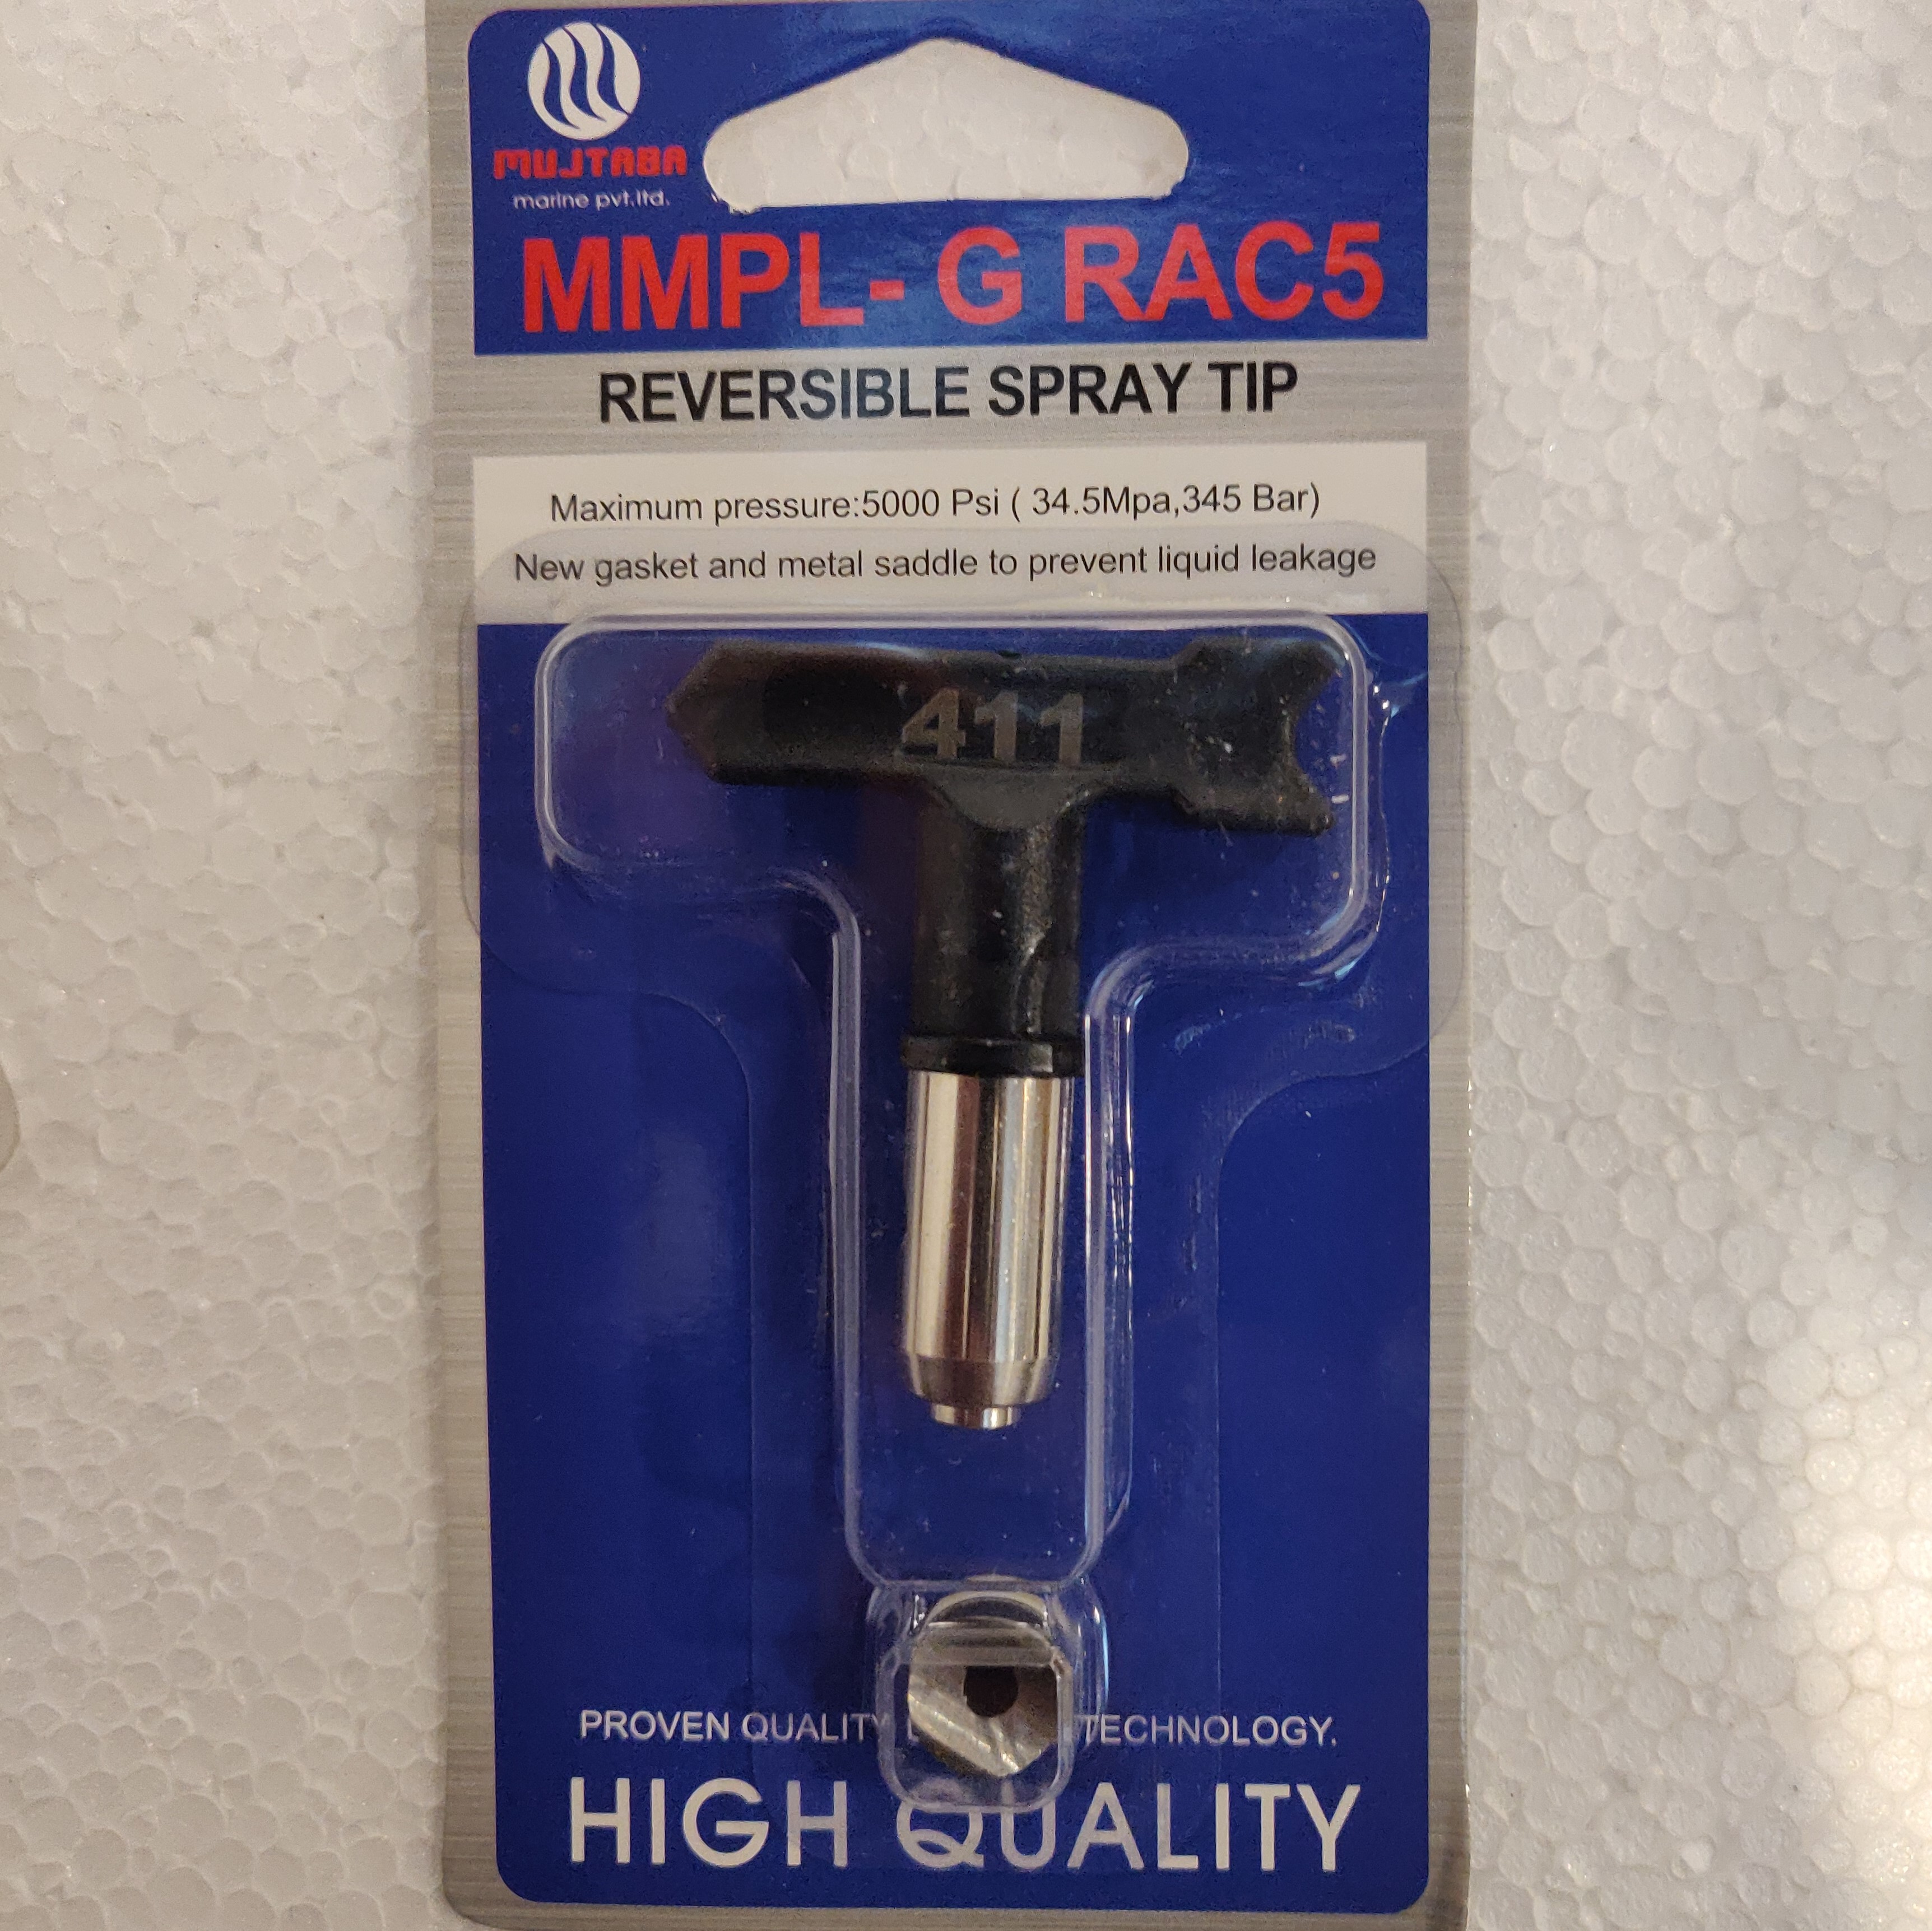 MUJTABA
marine pvt.ltd.
MMPL- G RAC5
REVERSIBLE SPRAY TIP
Maximum pressure:5000 Psi ( 34.5Mpa,345 Bar)
New gasket and metal saddle to prevent liquid leakage
411
PROVEN QUALITY TECHNOLOGY.
HIGH QUALITY